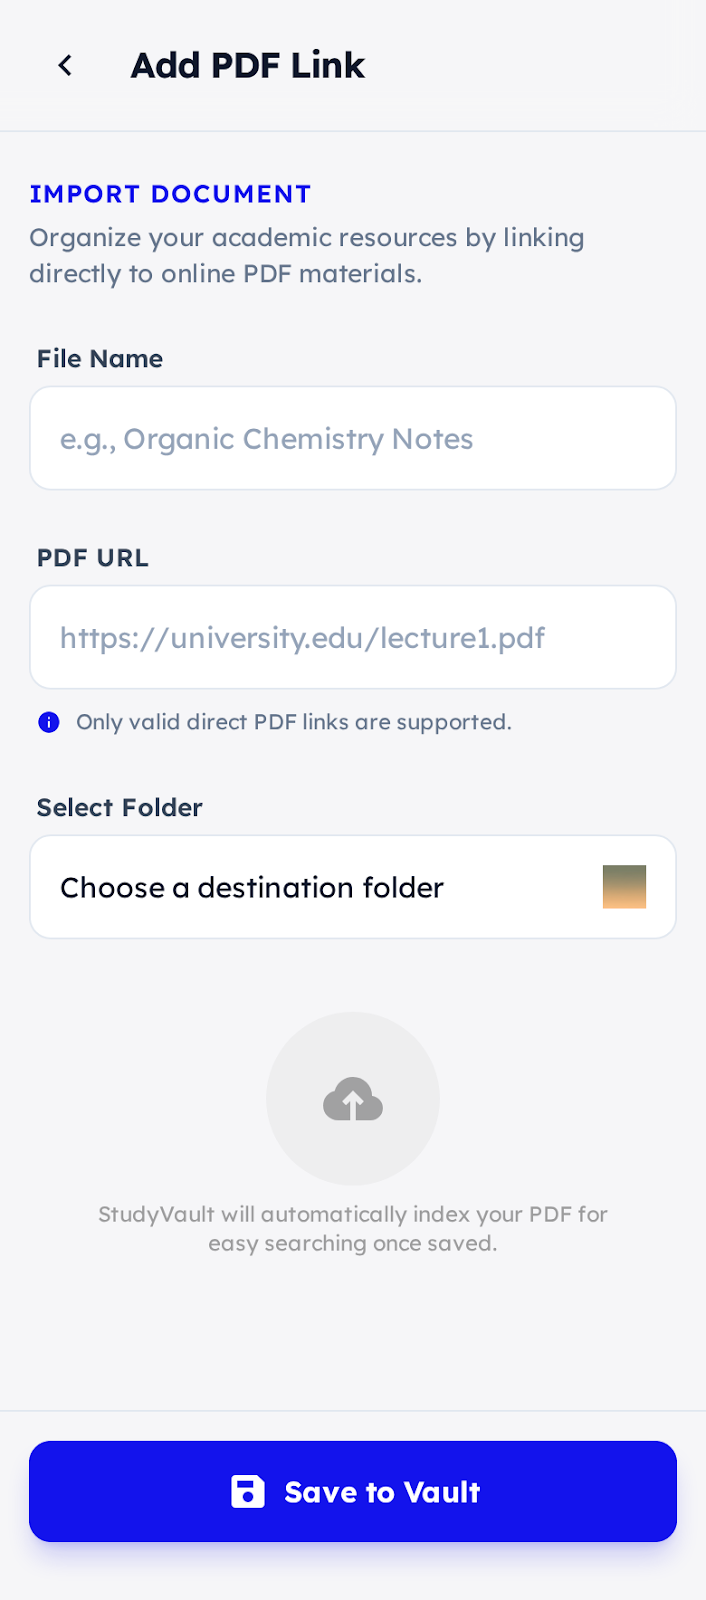 Add PDF Link
IMPORT DOCUMENT
Organize your academic resources by linking
directly to online PDF materials.
File Name
e.g., Organic Chemistry Notes
PDF URL
https://university.edu/lecture1.pdf
Only valid direct PDF links are supported.
Select Folder
Choose a destination folder
StudyVault will automatically index your PDF for
easy searching once saved.
Save to Vault